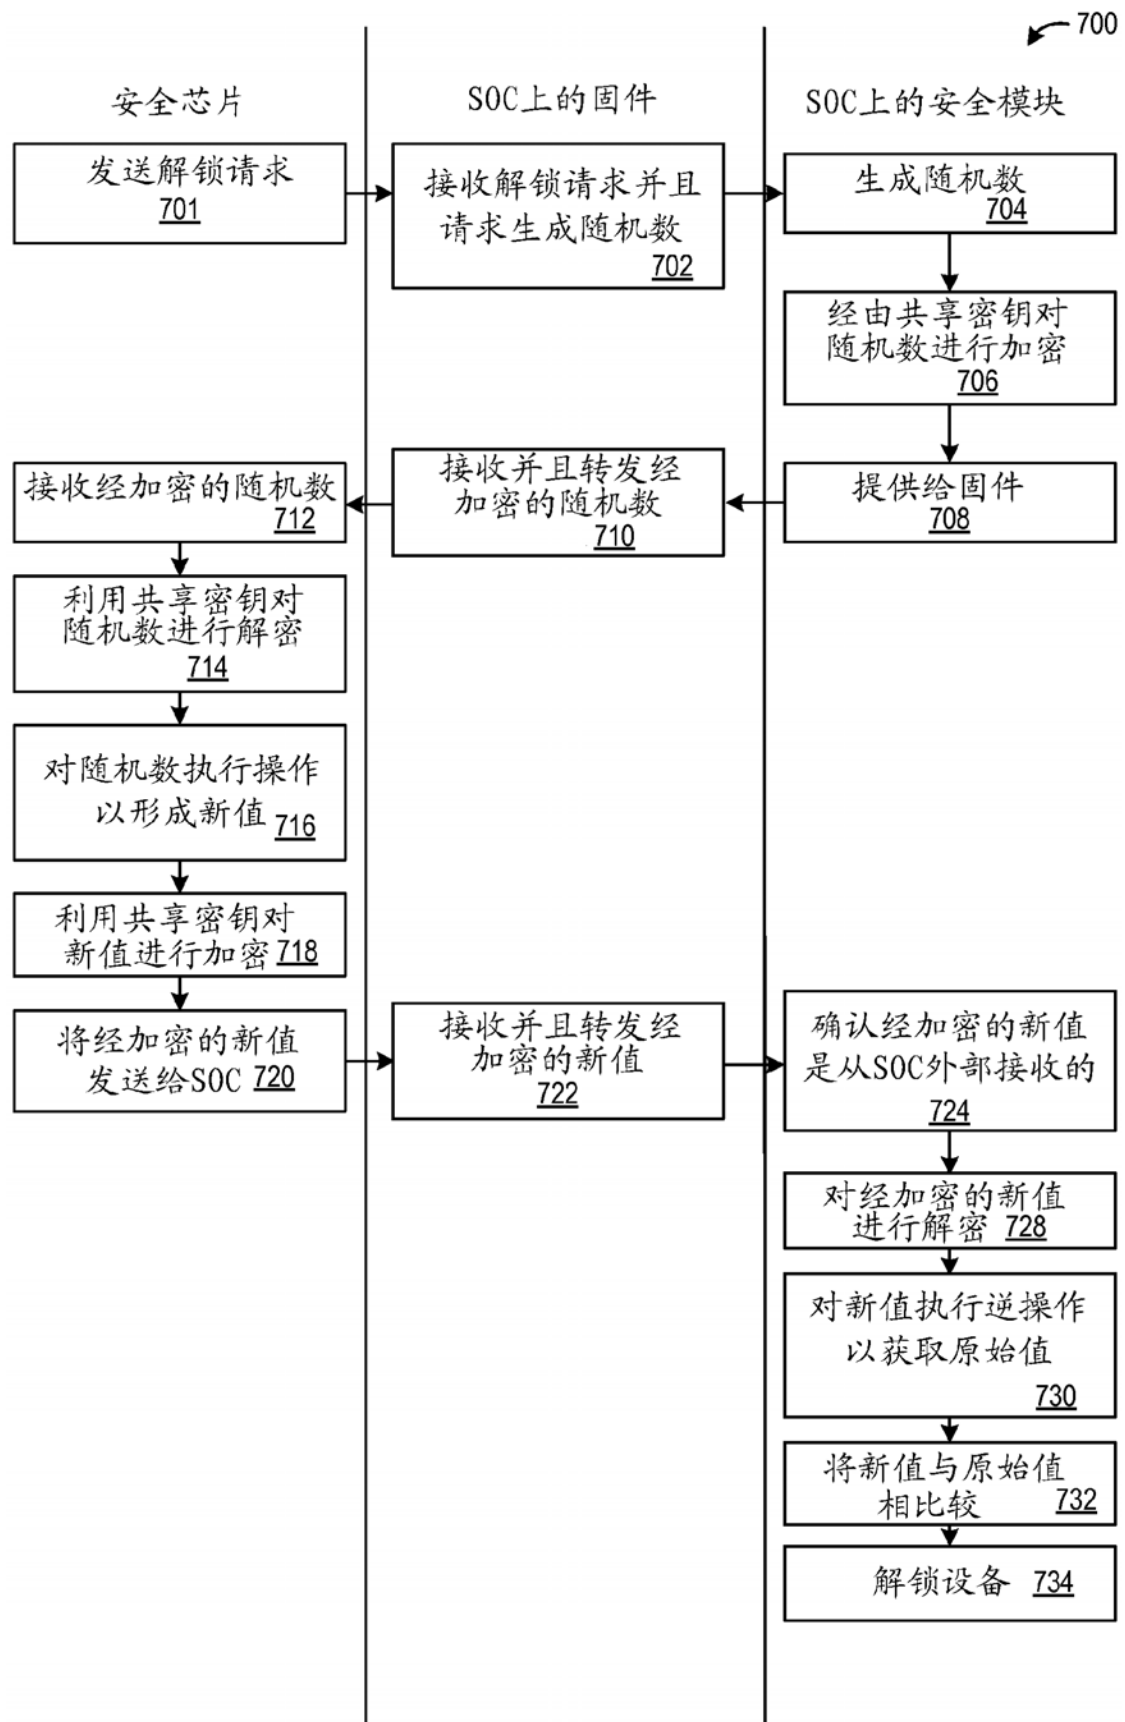 700
安全芯片
SOC上的固件
SOC上的安全模块
发送解锁请求
701
接收解锁请求并且
请求生成随机数
702
生成随机数
704
经由共享密钥对
随机数进行加密
706
提供给固件
708
接收并且转发经
加密的随机数
710
接收经加密的随机数
712
利用共享密钥对
随机数进行解密
714
对随机数执行操作
以形成新值 716
利用共享密钥对
新值进行加密 718
将经加密的新值
发送给SOC 720
接收并且转发经
加密的新值
722
确认经加密的新值
是从SOC外部接收的
724
对经加密的新值
进行解密 728
对新值执行逆操作
以获取原始值
730
将新值与原始值
相比较 732
解锁设备 734